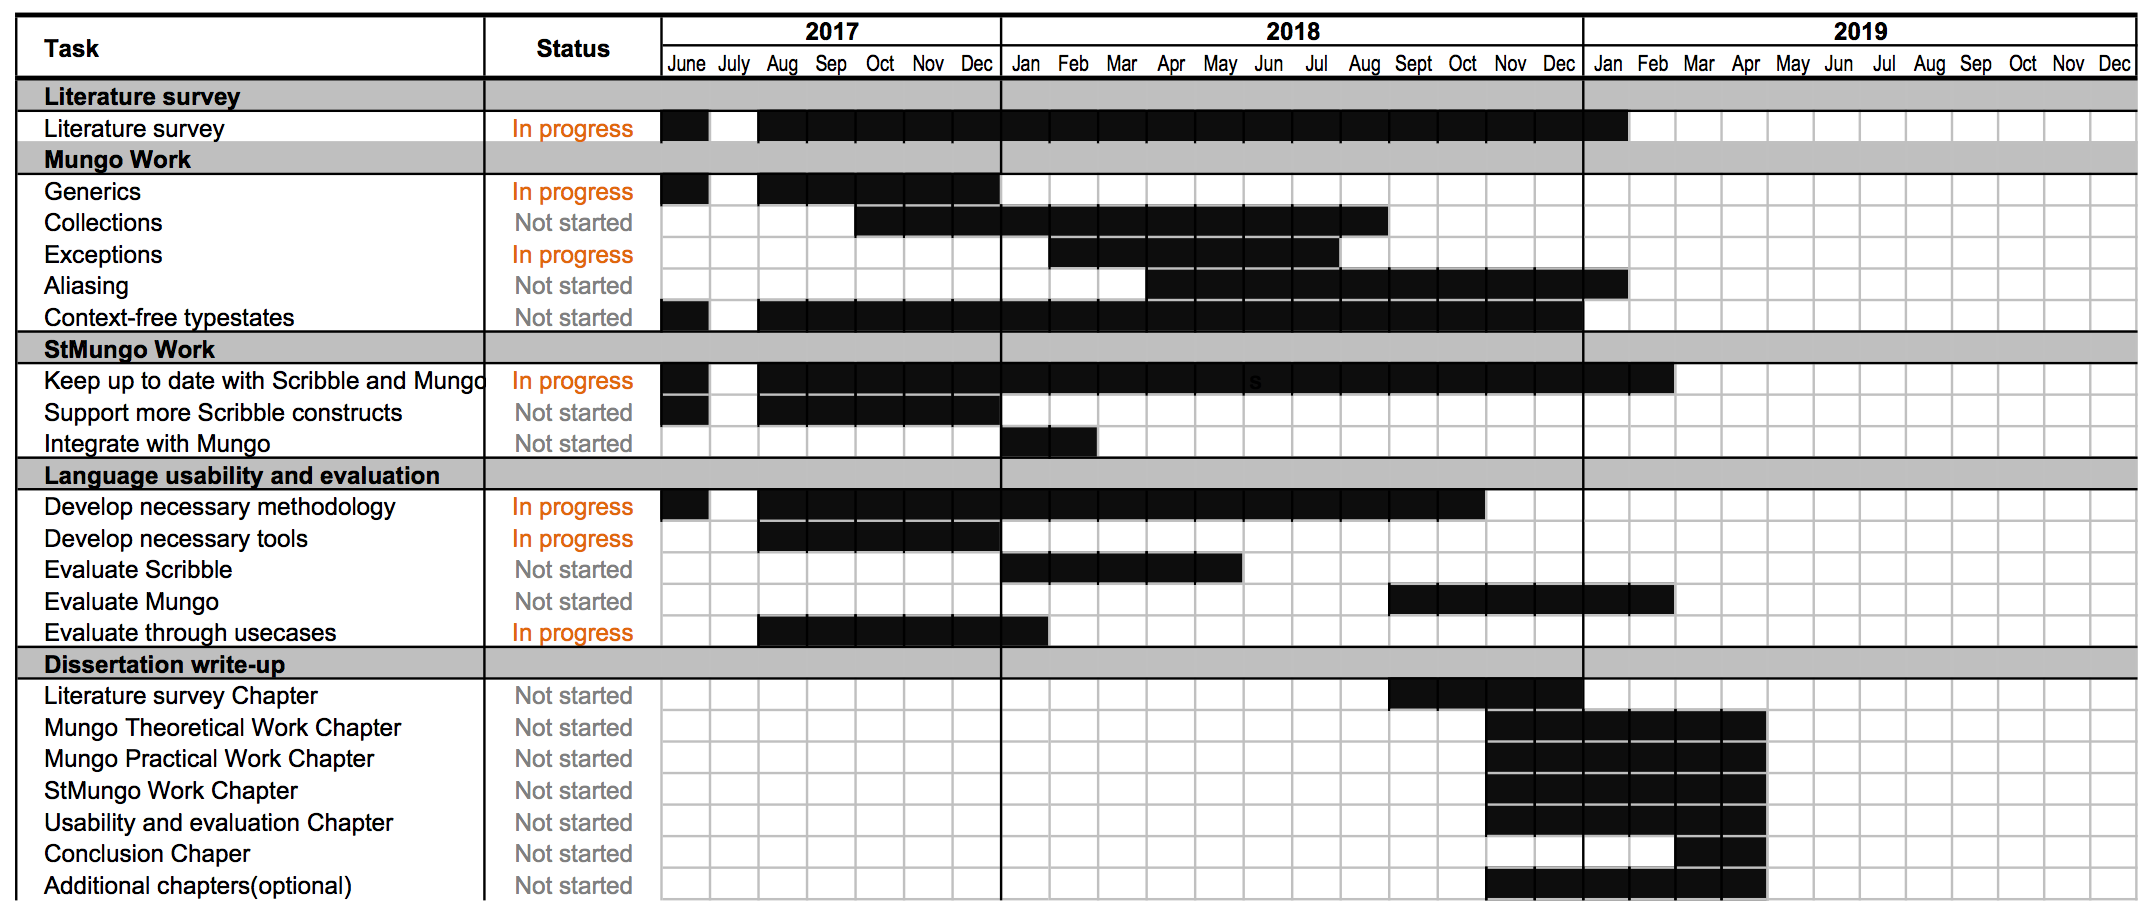 2017 2018 2019
Task Status
June July Aug Sep Oct Nov Dec Jan Feb Mar Apr May Jun Jul Aug Sept Oct Nov Dec Jan Feb Mar Apr May Jun Jul Aug Sep Oct Nov Dec
Literature survey
Literature survey In progress
Mungo Work
Generics In progress
Collections Not started
Exceptions In progress
Aliasing Not started
Context-free typestates Not started
StMungo Work
Keep up to date with Scribble and Mungo In progress s
Support more Scribble constructs Not started
Integrate with Mungo Not started
Language usability and evaluation
Develop necessary methodology In progress
Develop necessary tools In progress
Evaluate Scribble Not started
Evaluate Mungo Not started
Evaluate through usecases In progress
Dissertation write-up
Literature survey Chapter Not started
Mungo Theoretical Work Chapter Not started
Mungo Practical Work Chapter Not started
StMungo Work Chapter Not started
Usability and evaluation Chapter Not started
Conclusion Chaper Not started
Additional chapters(optional) Not started